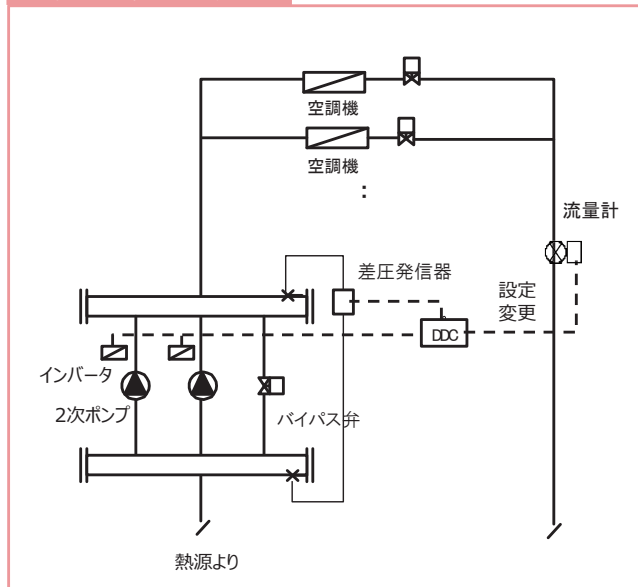 空調機
空調機
:
流量計
差圧発信器
設定
変更
DDC
インバータ
2次ポンプ
バイパス弁
熱源より